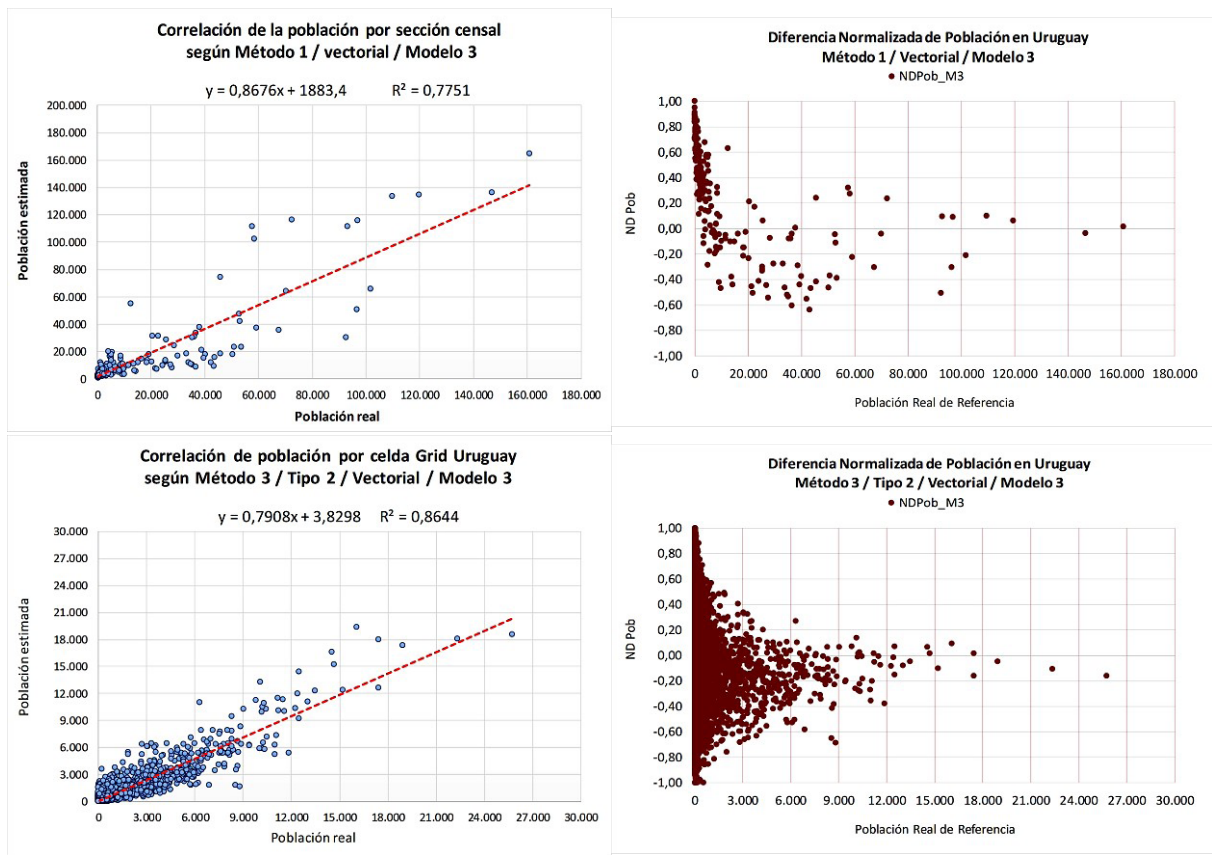 Correlación de la población por sección censal
según Método 1 / vectorial / Modelo 3
y = 0,8676x + 1883,4 R² = 0,7751
200.000
180.000
160.000
140.000
120.000
100.000
80.000
60.000
40.000
20.000
0
Población estimada
0 20.000 40.000 60.000 80.000 100.000 120.000 140.000 160.000 180.000
Población real
Diferencia Normalizada de Población en Uruguay
Método 1 / Vectorial / Modelo 3
NDPob_M3
1,00
0,80
0,60
0,40
0,20
0,00
-0,20
-0,40
-0,60
-0,80
-1,00
ND Pob
0 20.000 40.000 60.000 80.000 100.000 120.000 140.000 160.000 180.000
Población Real de Referencia
Correlación de población por celda Grid Uruguay
según Método 3 / Tipo 2 / Vectorial / Modelo 3
y = 0,7908x + 3,8298 R² = 0,8644
30.000
27.000
24.000
21.000
18.000
15.000
12.000
9.000
6.000
3.000
0
Población estimada
0 3.000 6.000 9.000 12.000 15.000 18.000 21.000 24.000 27.000 30.000
Población real
Diferencia Normalizada de Población en Uruguay
Método 3 / Tipo 2 / Vectorial / Modelo 3
NDPob_M3
1,00
0,80
0,60
0,40
0,20
0,00
-0,20
-0,40
-0,60
-0,80
-1,00
ND Pob
0 3.000 6.000 9.000 12.000 15.000 18.000 21.000 24.000 27.000 30.000
Población Real de Referencia